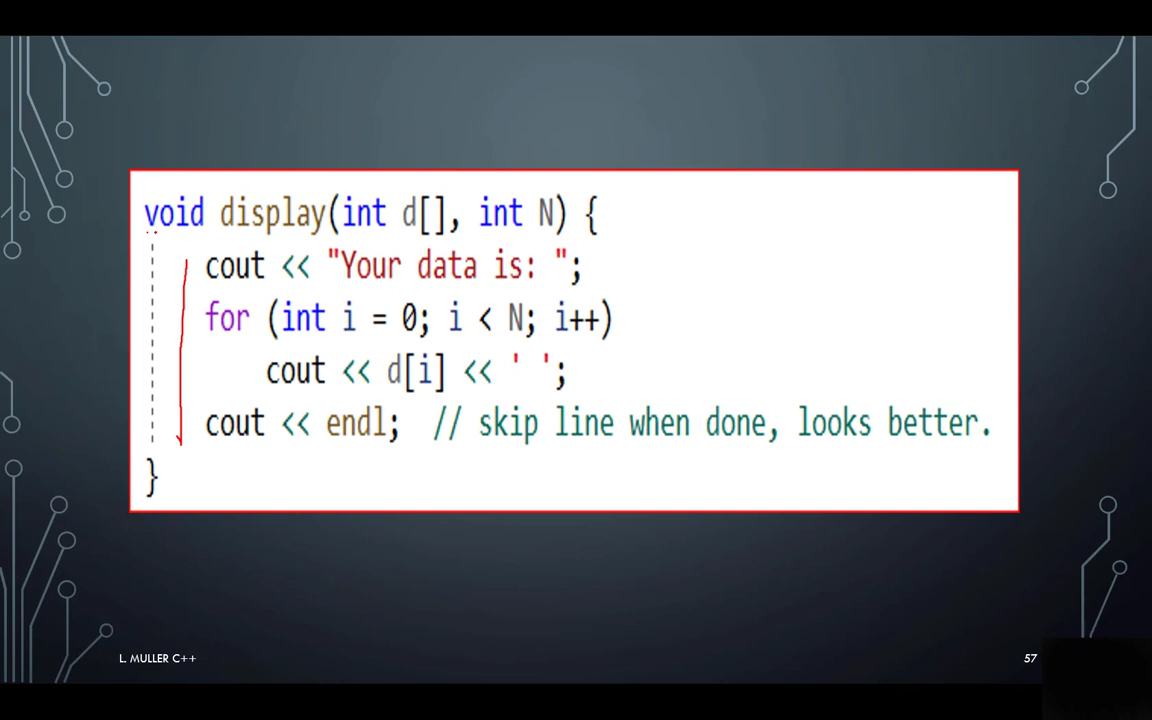 void display(int d[], int N) {
cout << "Your data is: ";
for (int i = 0; i < N; i++)
cout << d[i] << ' ';
cout << endl;  // skip line when done, looks better.
}
L. MULLER C++
57